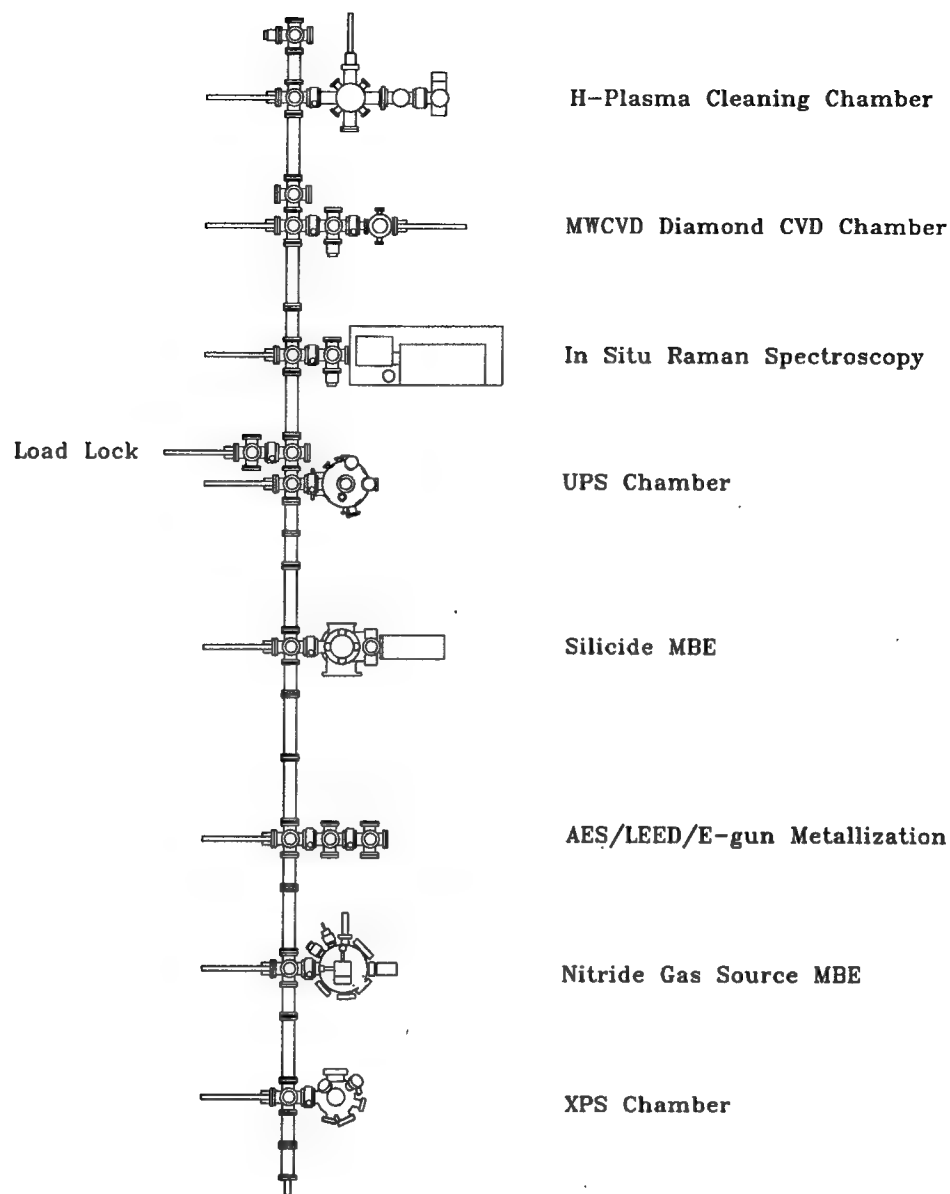 H-Plasma Cleaning Chamber
MWCVD Diamond CVD Chamber
In Situ Raman Spectroscopy
Load Lock
UPS Chamber
Silicide MBE
AES/LEED/E-gun Metallization
Nitride Gas Source MBE
XPS Chamber